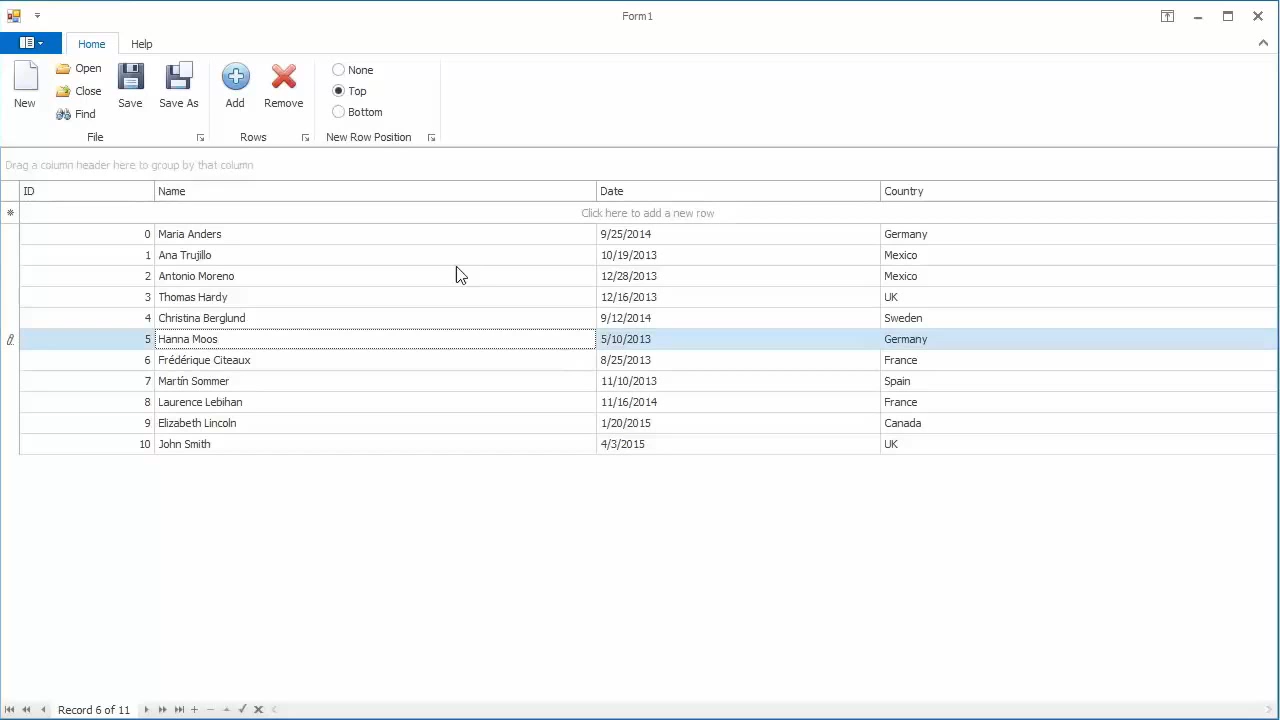 Form1
Home Help
New Open Close Find Save Save As Add Remove None Top Bottom
File Rows New Row Position
Drag a column header here to group by that column
ID Name Date Country
Click here to add a new row
0 Maria Anders 9/25/2014 Germany
1 Ana Trujillo 10/19/2013 Mexico
2 Antonio Moreno 12/28/2013 Mexico
3 Thomas Hardy 12/16/2013 UK
4 Christina Berglund 9/12/2014 Sweden
5 Hanna Moos 5/10/2013 Germany
6 Frédérique Citeaux 8/25/2013 France
7 Martín Sommer 11/10/2013 Spain
8 Laurence Lebihan 11/16/2014 France
9 Elizabeth Lincoln 1/20/2015 Canada
10 John Smith 4/3/2015 UK
Record 6 of 11